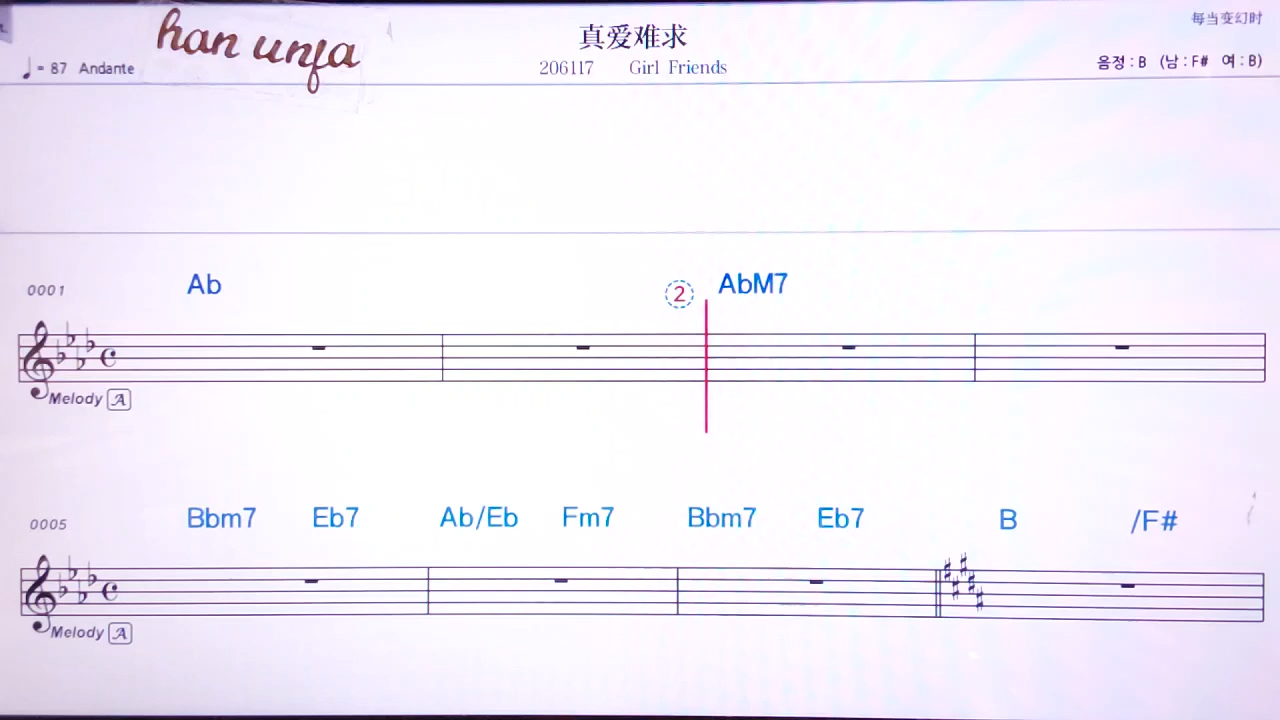 han unfa
真爱难求
每当变幻时
♩= 87 Andante
206117 Girl Friends
음정 : B (남 : F# 여 : B)
0001 Ab ② AbM7
Melody A
0005 Bbm7 Eb7 Ab/Eb Fm7 Bbm7 Eb7 B /F#
Melody A